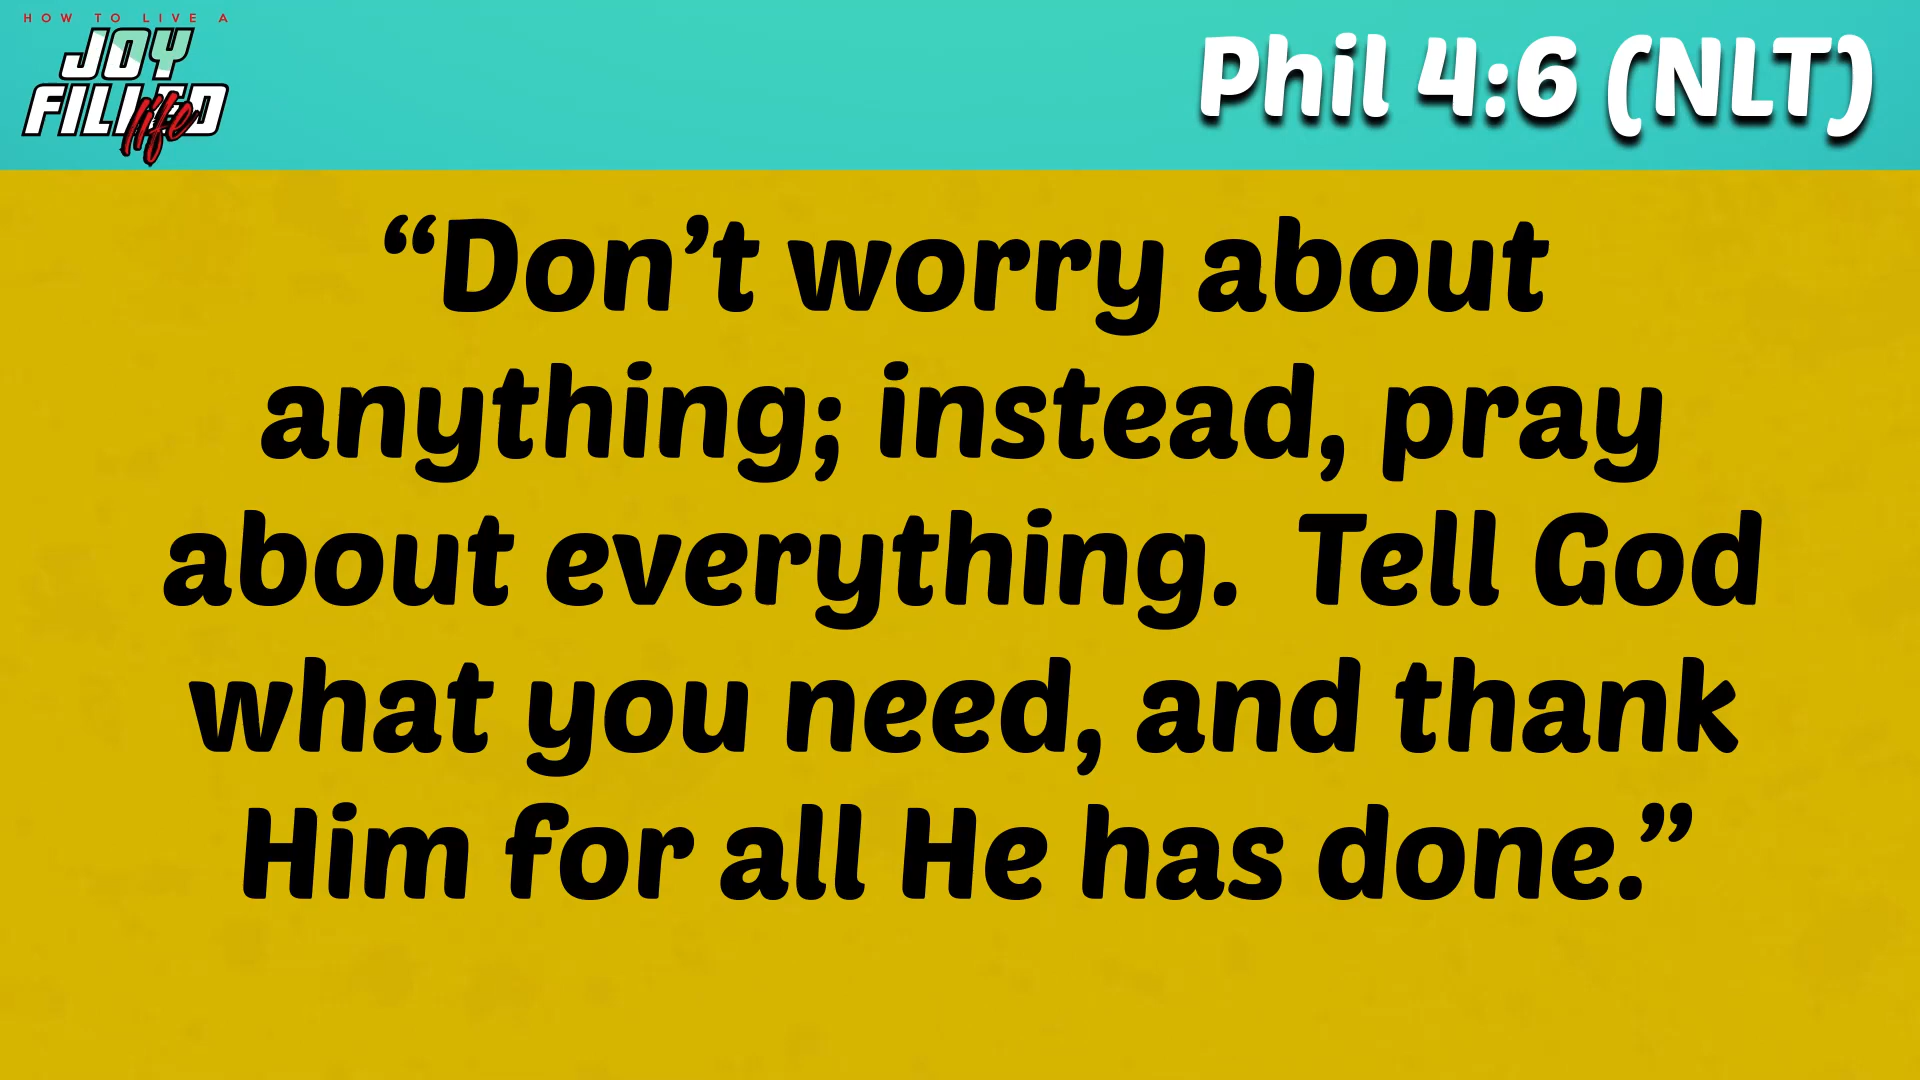 HOW TO LIVE A
JOY
FILLED
life
Phil 4:6 (NLT)
“Don’t worry about
anything; instead, pray
about everything.  Tell God
what you need, and thank
Him for all He has done.”